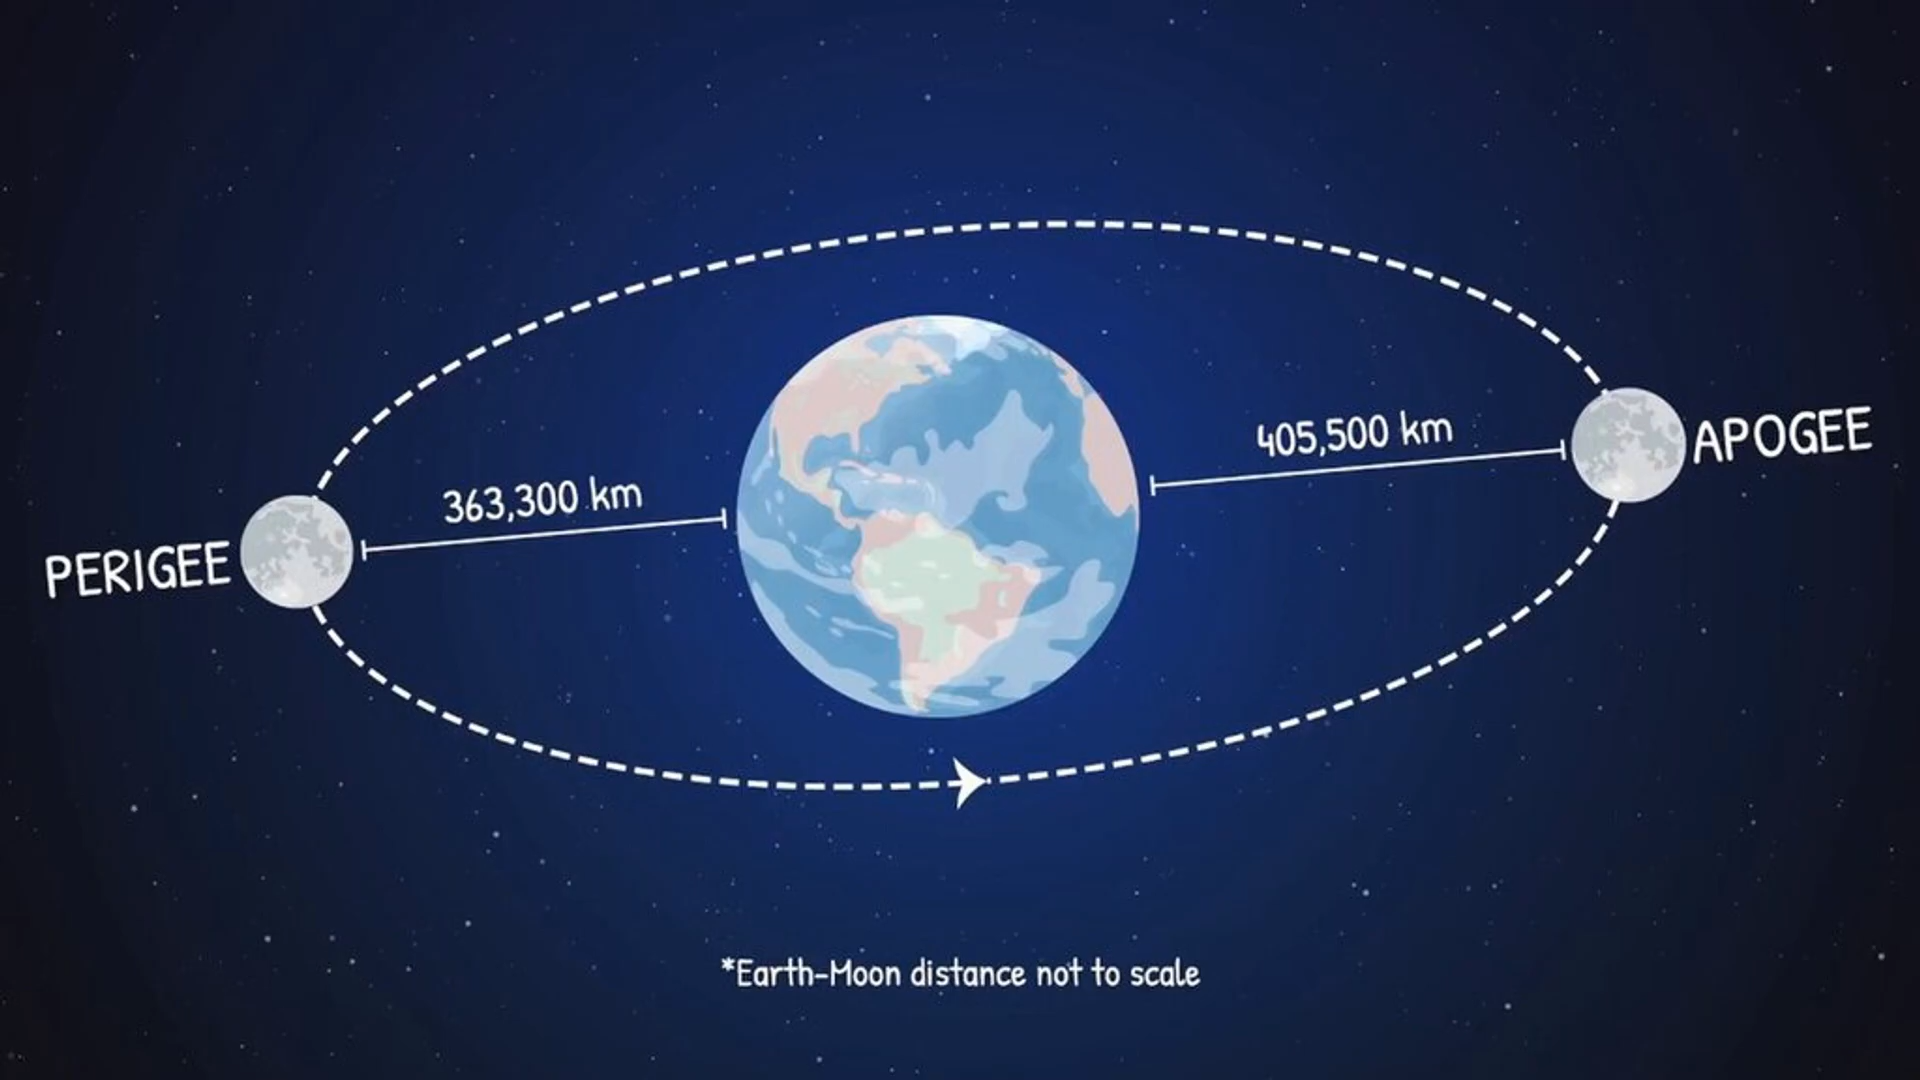 405,500 km
APOGEE
363,300 km
PERIGEE
*Earth-Moon distance not to scale